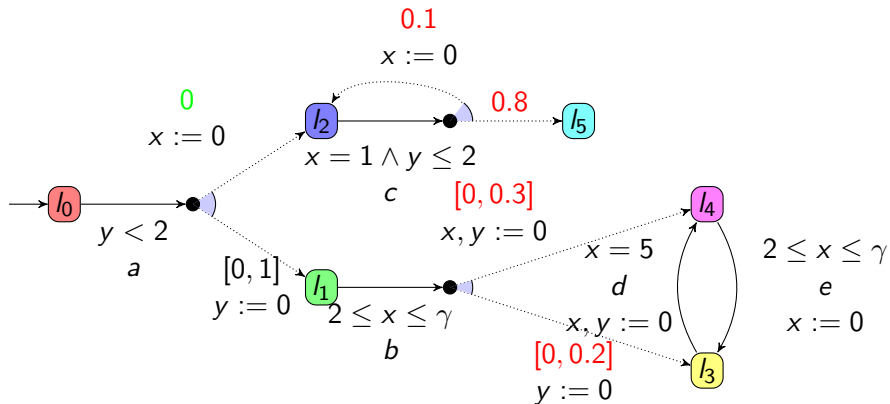 0.1
x := 0
0
0.8
x := 0
l2
l5
x = 1 ∧ y ≤ 2
c
[0, 0.3]
l0
l4
y < 2
x, y := 0
a
x = 5
2 ≤ x ≤ γ
[0, 1]
l1
d
e
y := 0
2 ≤ x ≤ γ
x, y := 0
x := 0
b
[0, 0.2]
l3
y := 0